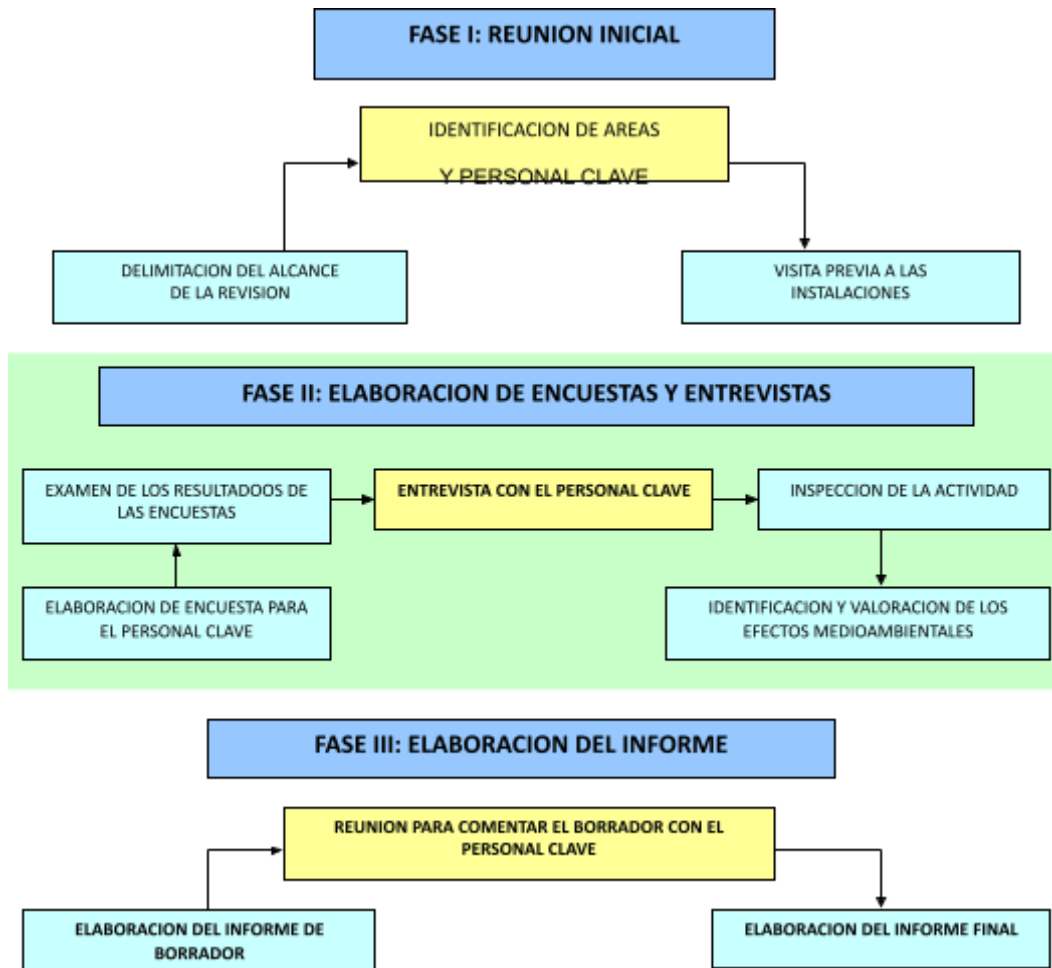 FASE I: REUNION INICIAL
IDENTIFICACION DE AREAS
Y PERSONAL CLAVE
DELIMITACION DEL ALCANCE
DE LA REVISION
VISITA PREVIA A LAS
INSTALACIONES
FASE II: ELABORACION DE ENCUESTAS Y ENTREVISTAS
EXAMEN DE LOS RESULTADOOS DE
LAS ENCUESTAS
ENTREVISTA CON EL PERSONAL CLAVE
INSPECCION DE LA ACTIVIDAD
ELABORACION DE ENCUESTA PARA
EL PERSONAL CLAVE
IDENTIFICACION Y VALORACION DE LOS
EFECTOS MEDIOAMBIENTALES
FASE III: ELABORACION DEL INFORME
REUNION PARA COMENTAR EL BORRADOR CON EL
PERSONAL CLAVE
ELABORACION DEL INFORME DE
BORRADOR
ELABORACION DEL INFORME FINAL